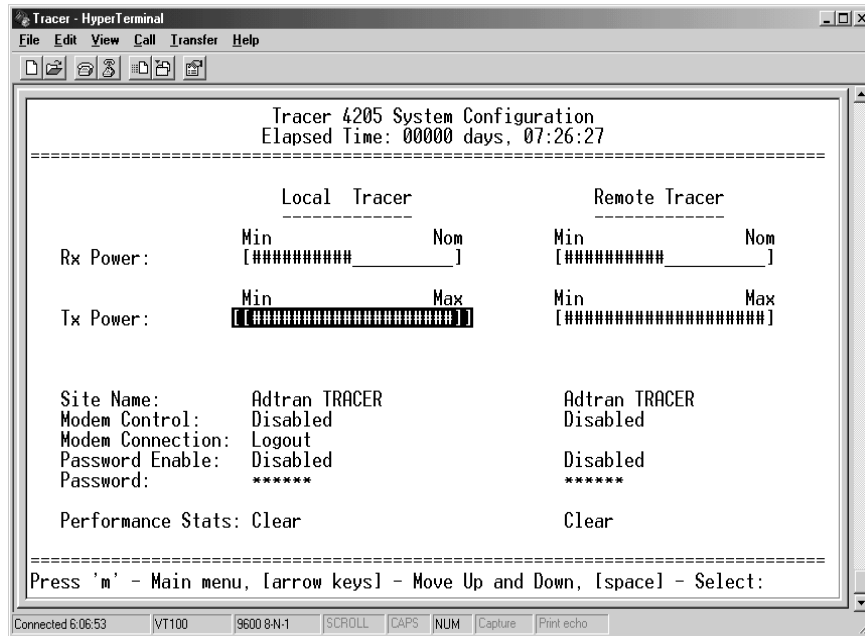 Tracer - HyperTerminal
File Edit View Call Transfer Help
Tracer 4205 System Configuration
Elapsed Time: 00000 days, 07:26:27
================================================================================
Local Tracer Remote Tracer
------------- -------------
Min Nom Min Nom
Rx Power: [##########__________] [##########__________]
Min Max Min Max
Tx Power: [[####################]] [####################]
Site Name: Adtran TRACER Adtran TRACER
Modem Control: Disabled Disabled
Modem Connection: Logout
Password Enable: Disabled Disabled
Password: ****** ******
Performance Stats: Clear Clear
================================================================================
Press 'm' - Main menu, [arrow keys] - Move Up and Down, [space] - Select:
Connected 6:06:53 VT100 9600 8-N-1 SCROLL CAPS NUM Capture Print echo